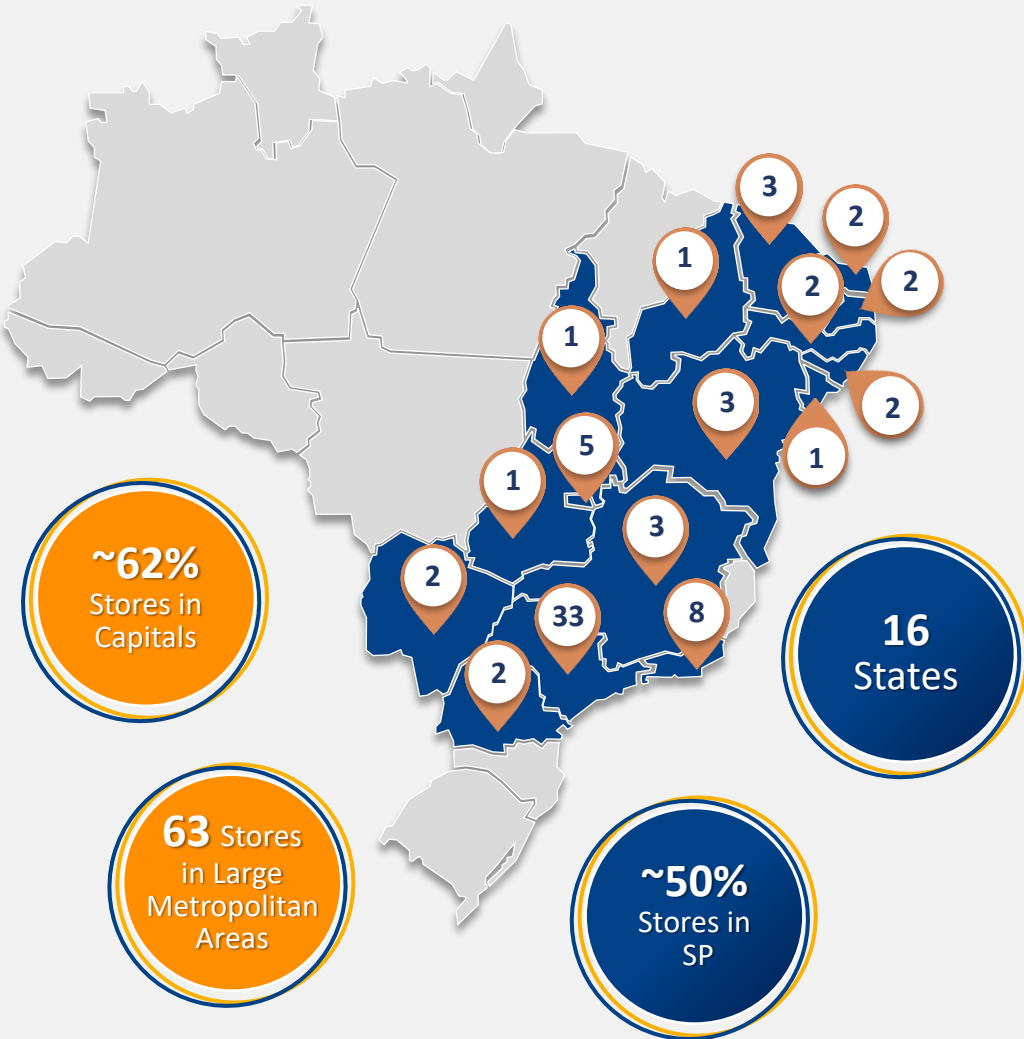 3
2
1
2
2
1
3
2
5
1
1
3
2
33
8
2
~62%
Stores in
Capitals
16
States
63 Stores
in Large
Metropolitan
Areas
~50%
Stores in
SP